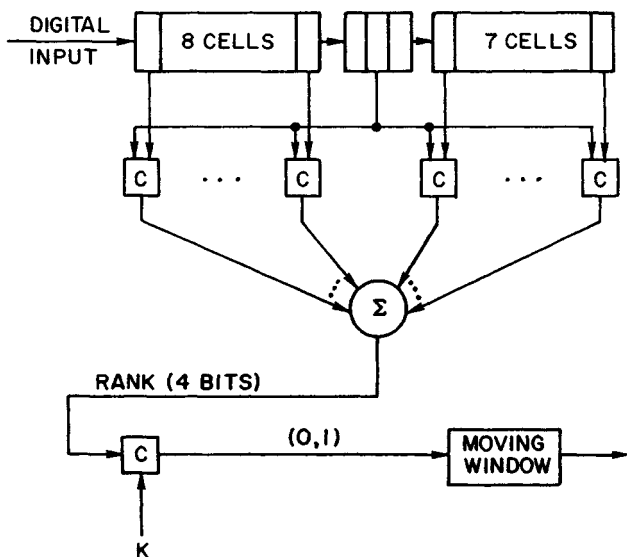 DIGITAL
INPUT
8 CELLS
7 CELLS
C
...
C
C
...
C
Σ
RANK (4 BITS)
C
(0,1)
MOVING
WINDOW
K